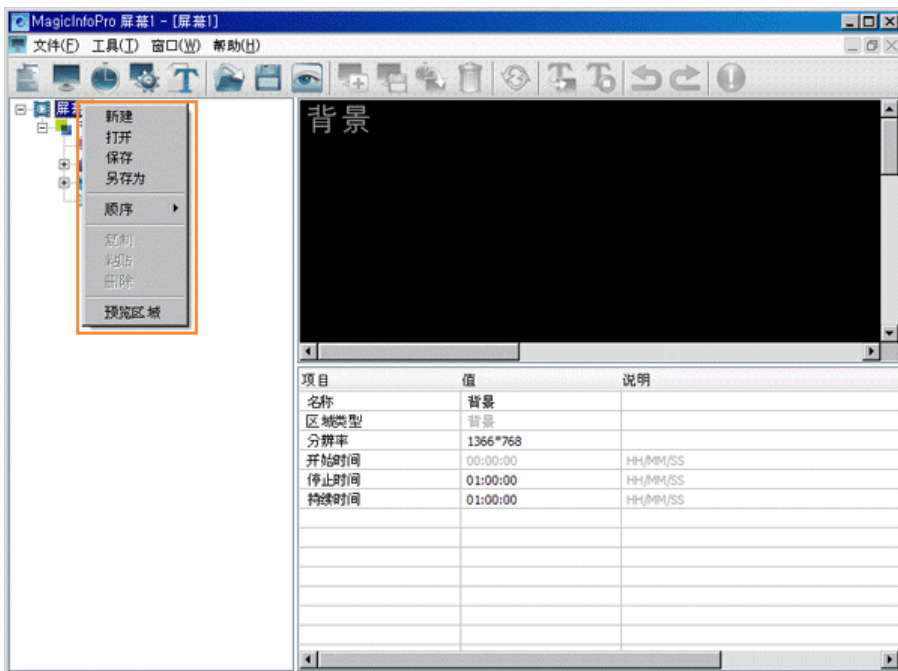 MagicInfoPro 屏幕1 - [屏幕1]
文件(F) 工具(T) 窗口(W) 帮助(H)
屏幕
新建
打开
保存
另存为
顺序
复制
粘贴
删除
预览区域
背景
项目 值 说明
名称 背景
区域类型 背景
分辨率 1366*768
开始时间 00:00:00 HH/MM/SS
停止时间 01:00:00 HH/MM/SS
持续时间 01:00:00 HH/MM/SS